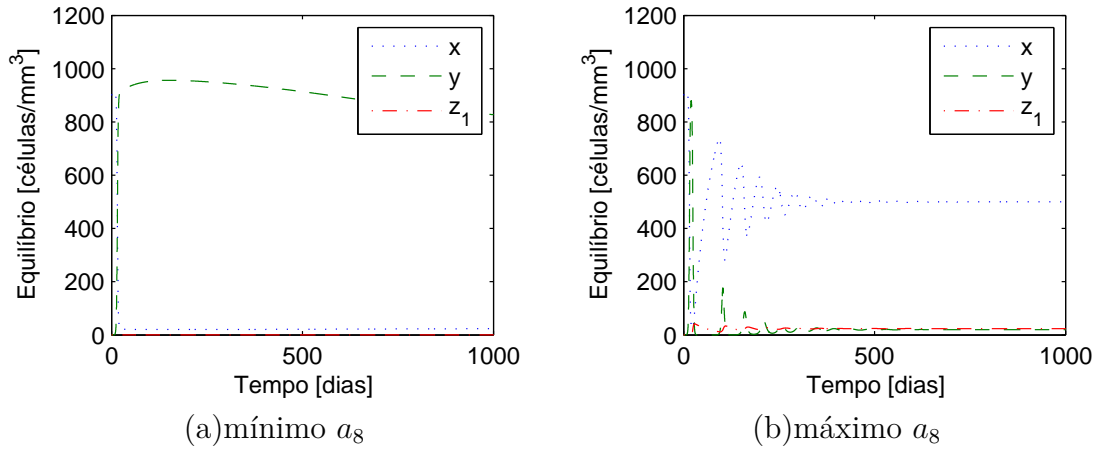 1200
1000
800
600
400
200
0
Equilíbrio [células/mm³]
x
y
z₁
0
500
1000
Tempo [dias]
(a)mínimo a₈
1200
1000
800
600
400
200
0
Equilíbrio [células/mm³]
x
y
z₁
0
500
1000
Tempo [dias]
(b)máximo a₈